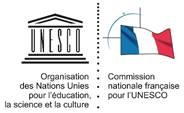 UNESCO
Organisation
des Nations Unies
pour l'éducation,
la science et la culture
Commission
nationale française
pour l'UNESCO